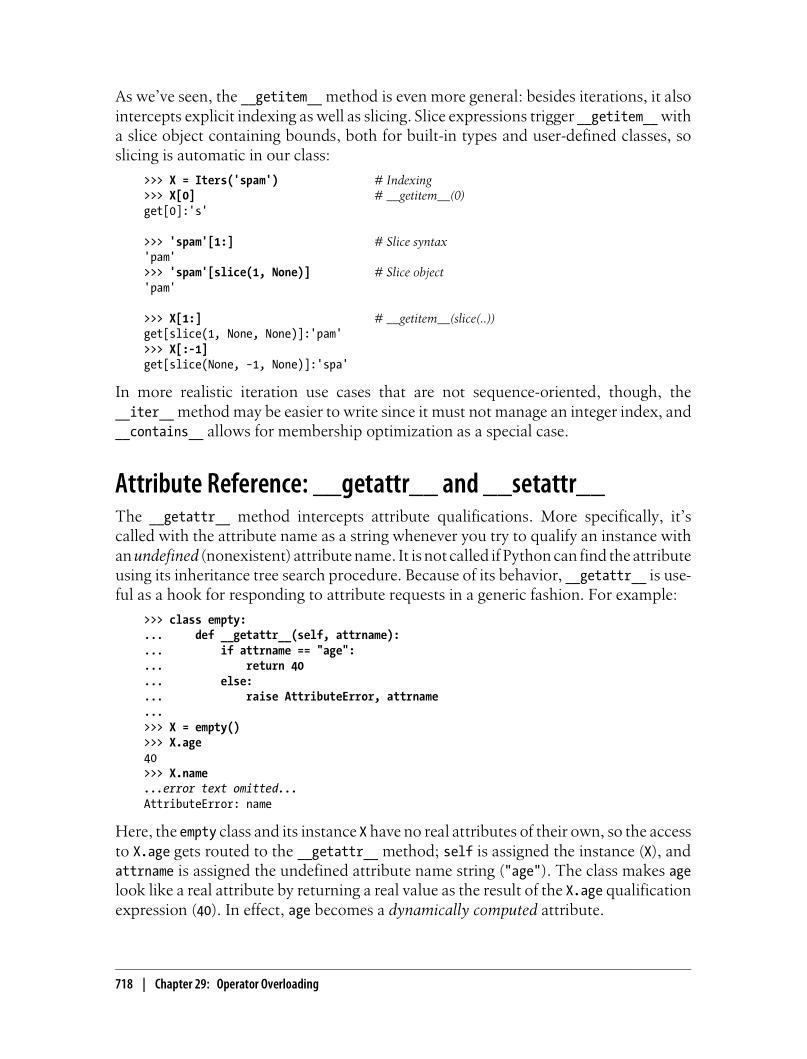 As we’ve seen, the __getitem__ method is even more general: besides iterations, it also
intercepts explicit indexing as well as slicing. Slice expressions trigger __getitem__ with
a slice object containing bounds, both for built-in types and user-defined classes, so
slicing is automatic in our class:
>>> X = Iters('spam') # Indexing
>>> X[0] # __getitem__(0)
get[0]:'s'
>>> 'spam'[1:] # Slice syntax
'pam'
>>> 'spam'[slice(1, None)] # Slice object
'pam'
>>> X[1:] # __getitem__(slice(..))
get[slice(1, None, None)]:'pam'
>>> X[:-1]
get[slice(None, -1, None)]:'spa'
In more realistic iteration use cases that are not sequence-oriented, though, the
__iter__ method may be easier to write since it must not manage an integer index, and
__contains__ allows for membership optimization as a special case.
Attribute Reference: __getattr__ and __setattr__
The __getattr__ method intercepts attribute qualifications. More specifically, it’s
called with the attribute name as a string whenever you try to qualify an instance with
an undefined (nonexistent) attribute name. It is not called if Python can find the attribute
using its inheritance tree search procedure. Because of its behavior, __getattr__ is use-
ful as a hook for responding to attribute requests in a generic fashion. For example:
>>> class empty:
...     def __getattr__(self, attrname):
...         if attrname == "age":
...             return 40
...         else:
...             raise AttributeError, attrname
...
>>> X = empty()
>>> X.age
40
>>> X.name
...error text omitted...
AttributeError: name
Here, the empty class and its instance X have no real attributes of their own, so the access
to X.age gets routed to the __getattr__ method; self is assigned the instance (X), and
attrname is assigned the undefined attribute name string ("age"). The class makes age
look like a real attribute by returning a real value as the result of the X.age qualification
expression (40). In effect, age becomes a dynamically computed attribute.
718 | Chapter 29: Operator Overloading